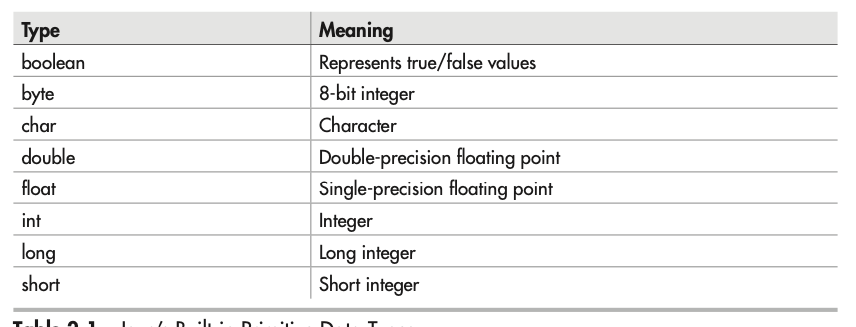 Type Meaning
boolean Represents true/false values
byte 8-bit integer
char Character
double Double-precision floating point
float Single-precision floating point
int Integer
long Long integer
short Short integer
Table 2-1 Java's Built-in Primitive Data Types